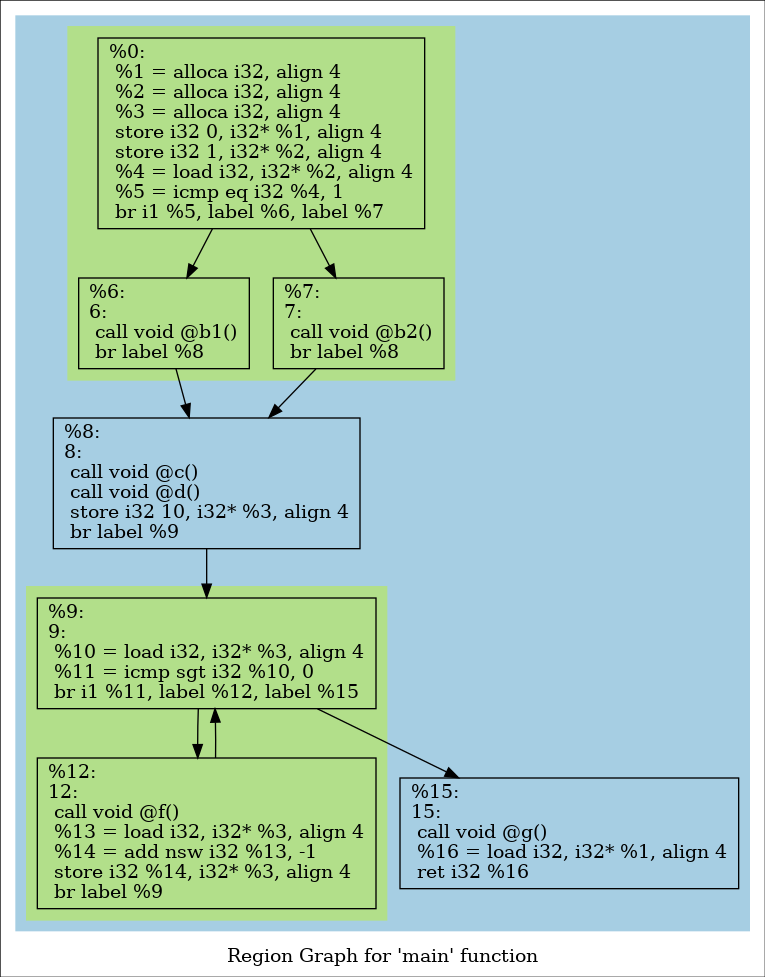 %0:
%1 = alloca i32, align 4
%2 = alloca i32, align 4
%3 = alloca i32, align 4
store i32 0, i32* %1, align 4
store i32 1, i32* %2, align 4
%4 = load i32, i32* %2, align 4
%5 = icmp eq i32 %4, 1
br i1 %5, label %6, label %7
%6:
6:
call void @b1()
br label %8
%7:
7:
call void @b2()
br label %8
%8:
8:
call void @c()
call void @d()
store i32 10, i32* %3, align 4
br label %9
%9:
9:
%10 = load i32, i32* %3, align 4
%11 = icmp sgt i32 %10, 0
br i1 %11, label %12, label %15
%12:
12:
call void @f()
%13 = load i32, i32* %3, align 4
%14 = add nsw i32 %13, -1
store i32 %14, i32* %3, align 4
br label %9
%15:
15:
call void @g()
%16 = load i32, i32* %1, align 4
ret i32 %16
Region Graph for 'main' function